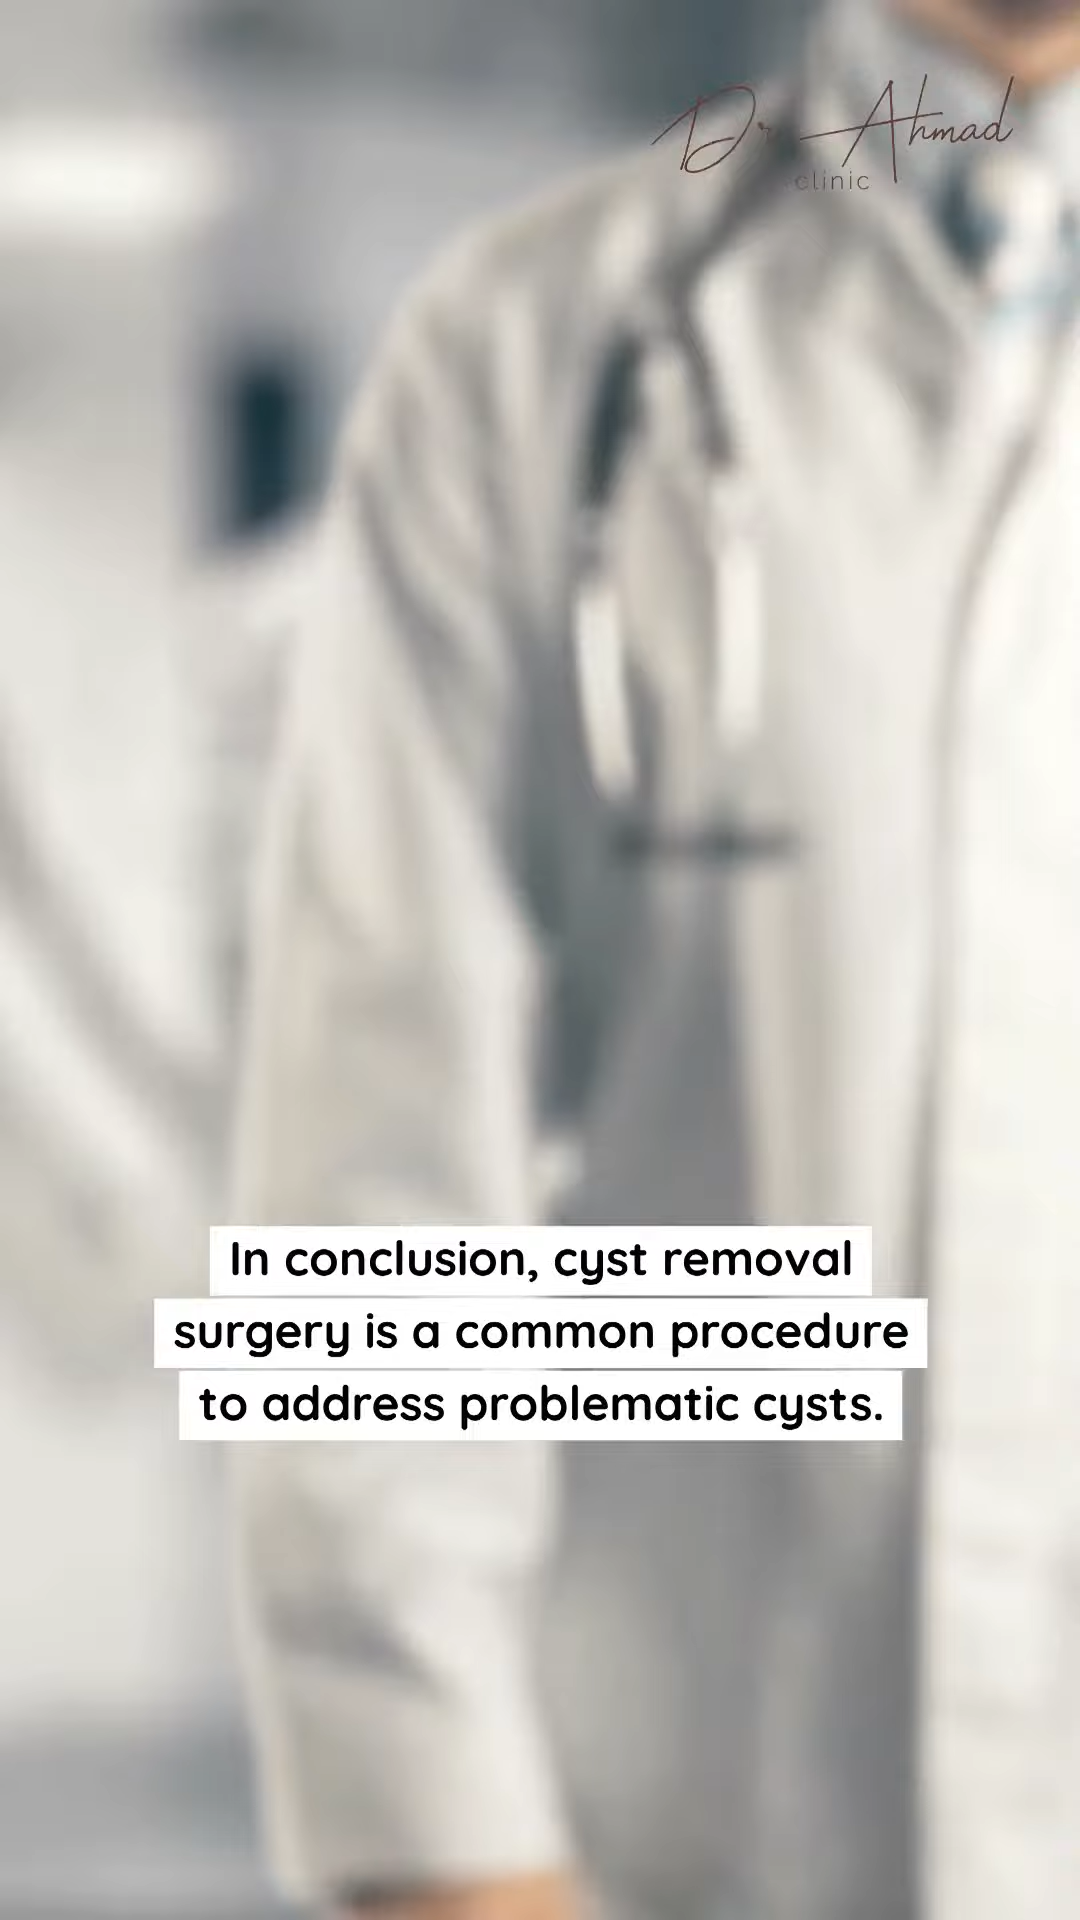 Dr Ahmad
clinic
In conclusion, cyst removal
surgery is a common procedure
to address problematic cysts.